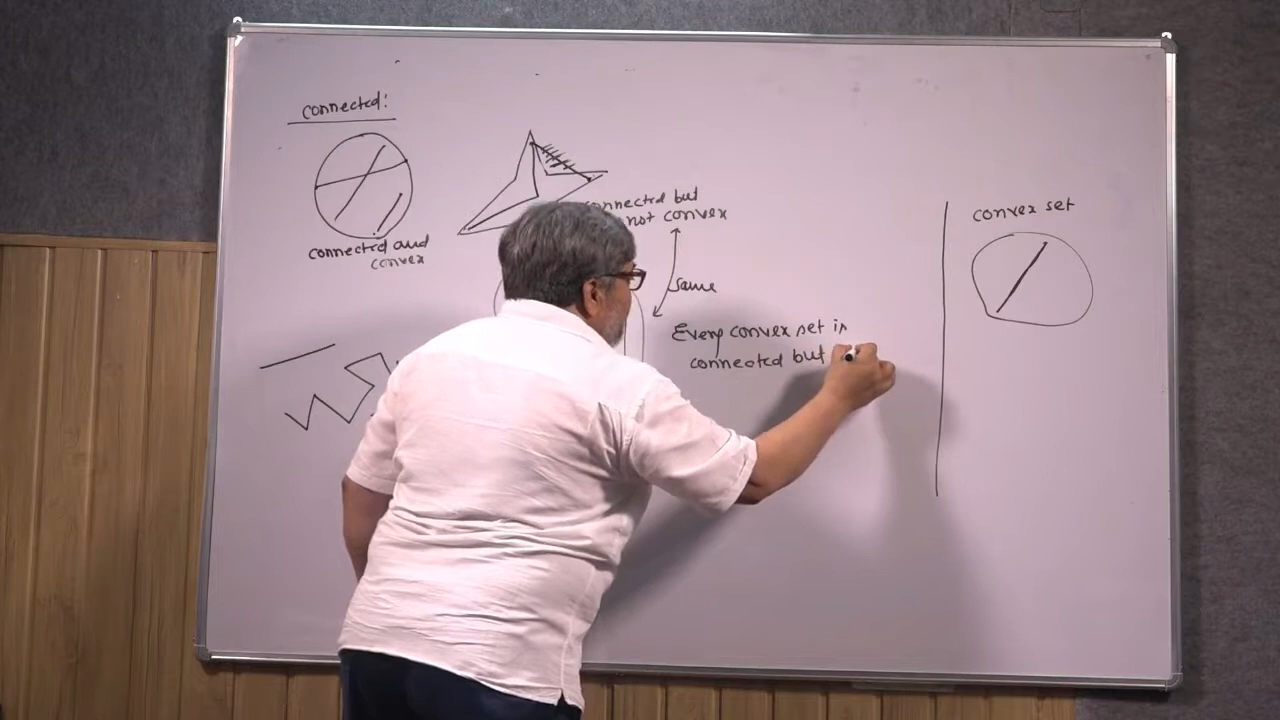 connected:
connected and
convex
connected but
not convex
same
Every convex set is
connected but
convex set